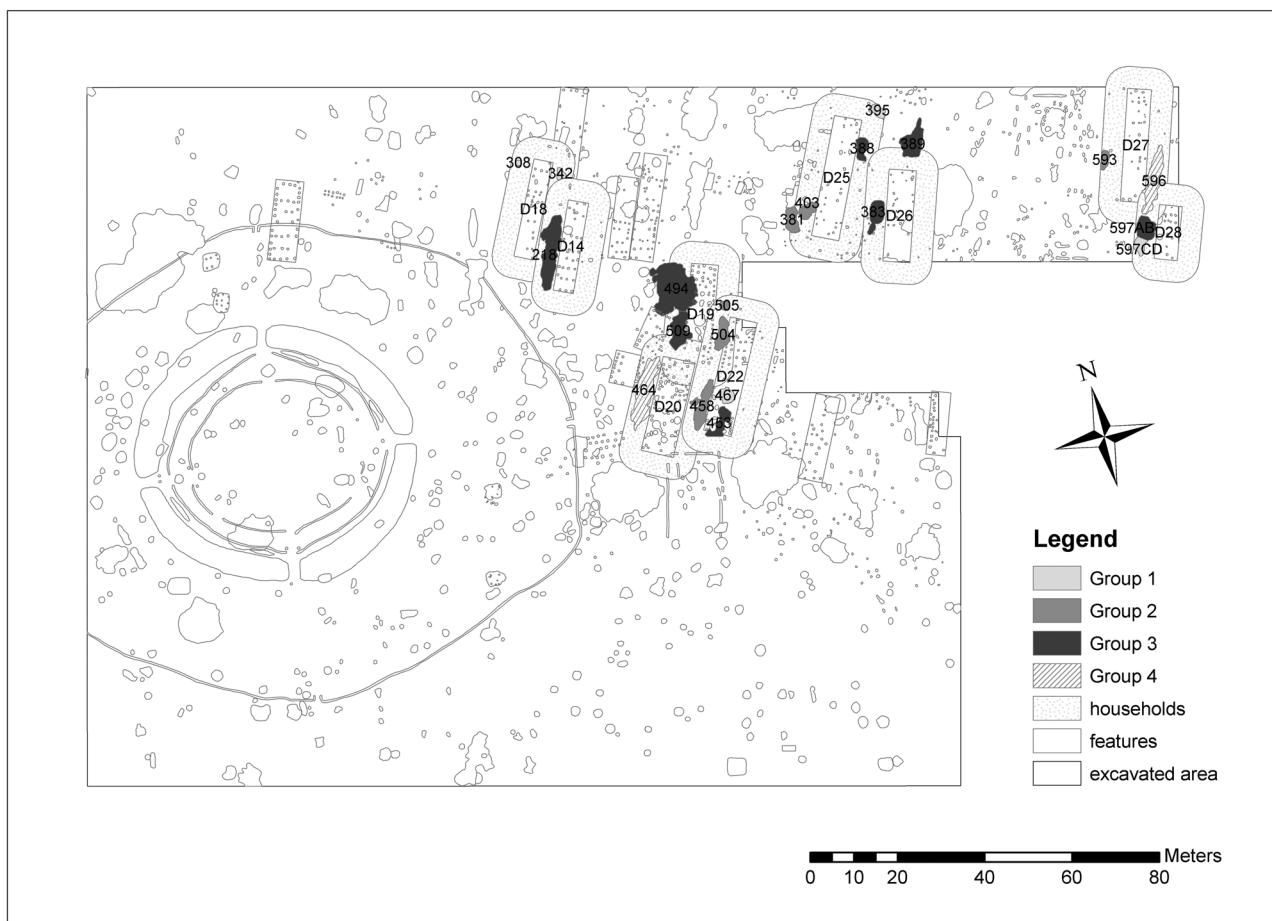 395
308
342
388
389
D27
593
D25
596
403
D18
381
383
D26
597AB
D28
D14
218
597CD
494
505
D19
509
504
D22
464
467
D20
458
453
N
Legend
Group 1
Group 2
Group 3
Group 4
households
features
excavated area
Meters
0 10 20 40 60 80